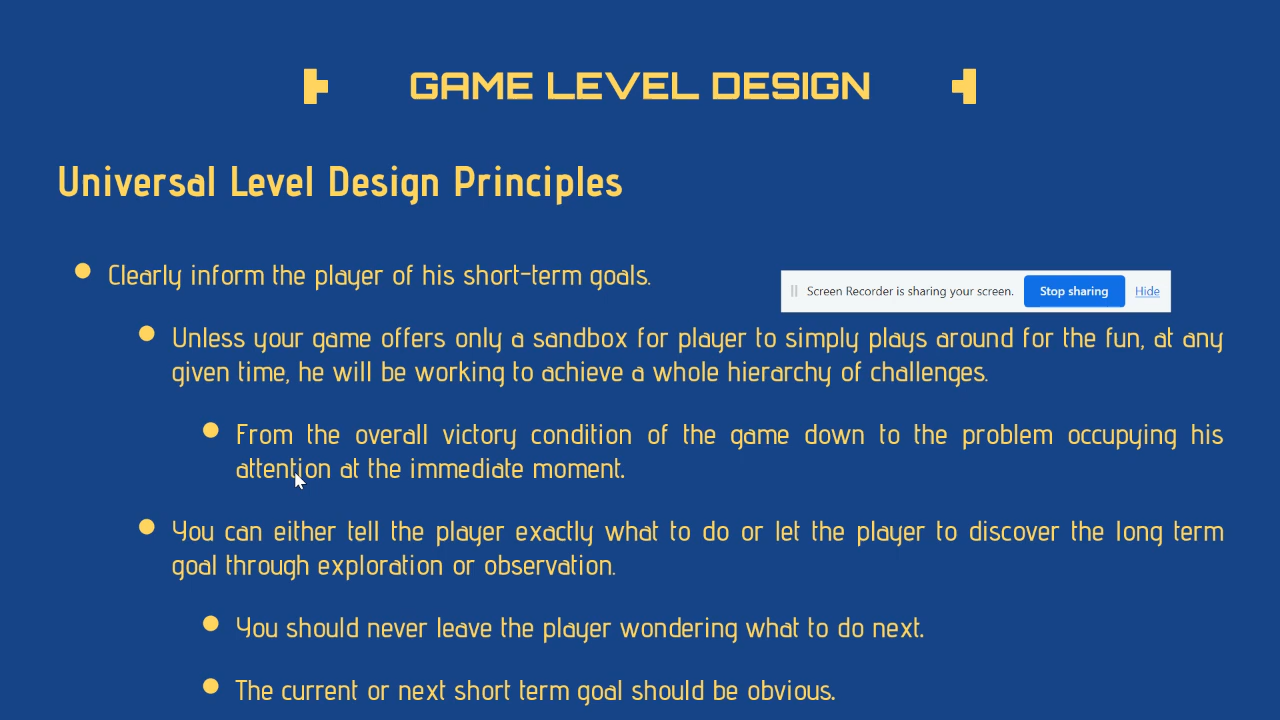 GAME LEVEL DESIGN
Universal Level Design Principles
Clearly inform the player of his short-term goals.
Screen Recorder is sharing your screen. Stop sharing Hide
Unless your game offers only a sandbox for player to simply plays around for the fun, at any
given time, he will be working to achieve a whole hierarchy of challenges.
From the overall victory condition of the game down to the problem occupying his
attention at the immediate moment.
You can either tell the player exactly what to do or let the player to discover the long term
goal through exploration or observation.
You should never leave the player wondering what to do next.
The current or next short term goal should be obvious.